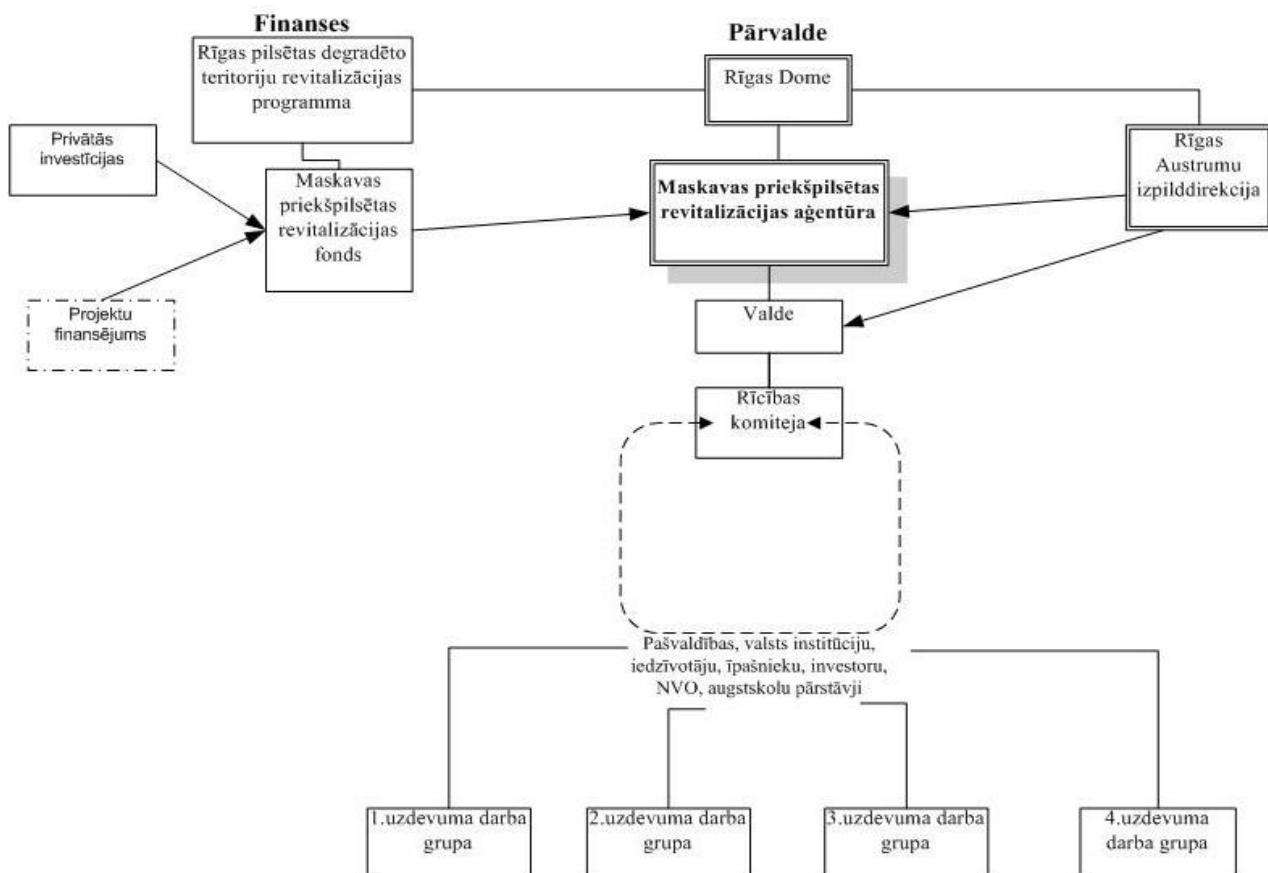 Finanses
Pārvalde
Rīgas pilsētas degradēto
teritoriju revitalizācijas
programma
Rīgas Dome
Privātās
investīcijas
Rīgas
Austrumu
izpilddirekcija
Maskavas
priekšpilsētas
revitalizācijas
fonds
Maskavas priekšpilsētas
revitalizācijas aģentūra
Projektu
finansējums
Valde
Rīcības
komiteja
Pašvaldības, valsts institūciju,
iedzīvotāju, īpašnieku, investoru,
NVO, augstskolu pārstāvji
1.uzdevuma darba
grupa
2.uzdevuma darba
grupa
3.uzdevuma darba
grupa
4.uzdevuma
darba grupa